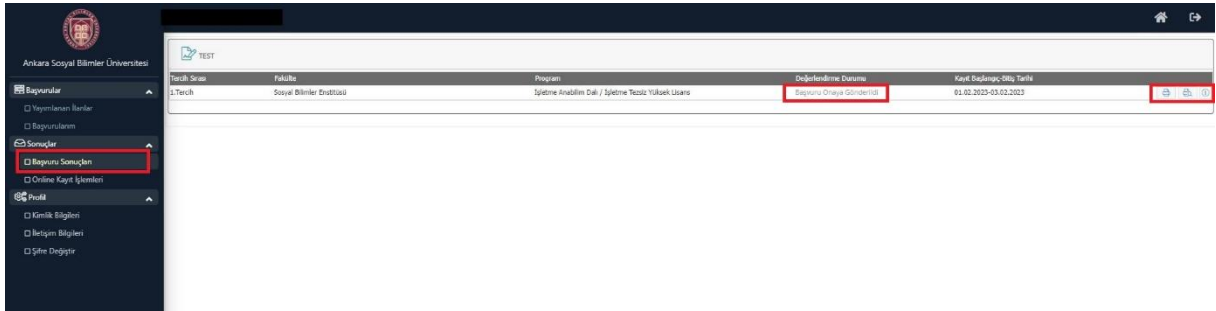 Ankara Sosyal Bilimler Üniversitesi
Başvurular
Yayımlanan İlanlar
Başvurularım
Sonuçlar
Başvuru Sonuçları
Online Kayıt İşlemleri
Profil
Kimlik Bilgileri
İletişim Bilgileri
Şifre Değiştir
TEST
Tercih Sırası Fakülte Program Değerlendirme Durumu Kayıt Başlangıç-Bitiş Tarihi
1.Tercih Sosyal Bilimler Enstitüsü İşletme Anabilim Dalı / İşletme Tezsiz Yüksek Lisans Başvuru Onaya Gönderildi 01.02.2023-03.02.2023